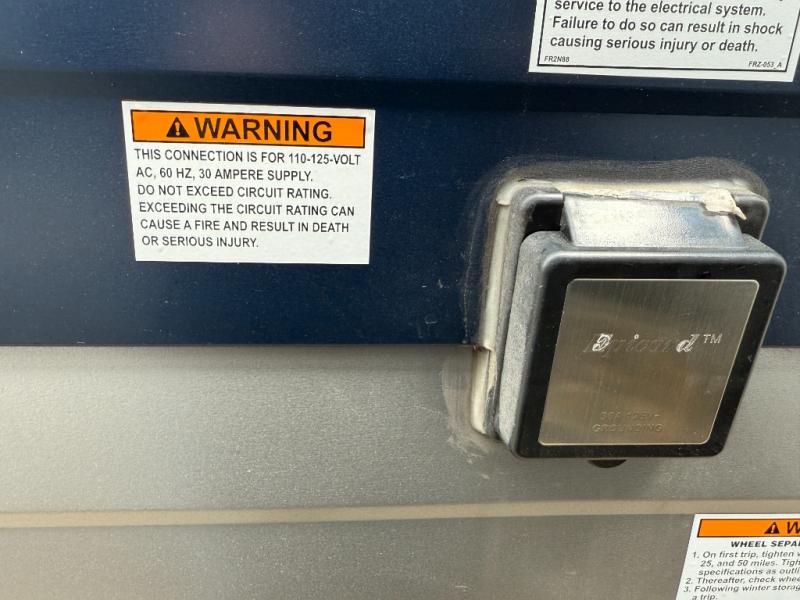 service to the electrical system.
Failure to do so can result in shock
causing serious injury or death.
FR2N88 FRZ-053_A
WARNING
THIS CONNECTION IS FOR 110-125-VOLT
AC, 60 HZ, 30 AMPERE SUPPLY.
DO NOT EXCEED CIRCUIT RATING.
EXCEEDING THE CIRCUIT RATING CAN
CAUSE A FIRE AND RESULT IN DEATH
OR SERIOUS INJURY.
Epicord™
30A 125V~
GROUNDING
W
WHEEL SEPA
1. On first trip, tighten
25, and 50 miles. Tigh
specifications as outli
2. Thereafter, check whee
3. Following winter storag
a trip.